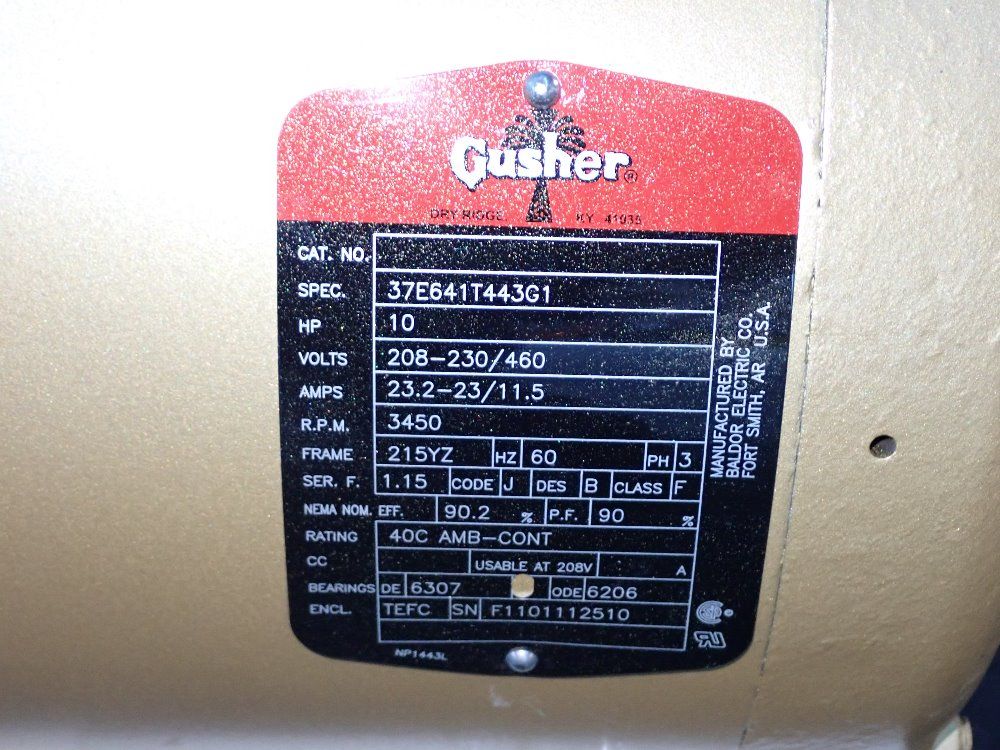 Gusher®
DRY RIDGE KY 41035
CAT. NO.
SPEC. 37E641T443G1
HP 10
VOLTS 208-230/460
AMPS 23.2-23/11.5
R.P.M. 3450
FRAME 215YZ HZ 60 PH 3
SER. F. 1.15 CODE J DES B CLASS F
NEMA NOM. EFF. 90.2 % P.F. 90 %
RATING 40C AMB-CONT
CC USABLE AT 208V A
BEARINGS DE 6307 ODE 6206
ENCL. TEFC SN F1101112510
NP1443L
MANUFACTURED BY
BALDOR ELECTRIC CO.
FORT SMITH, AR U.S.A.